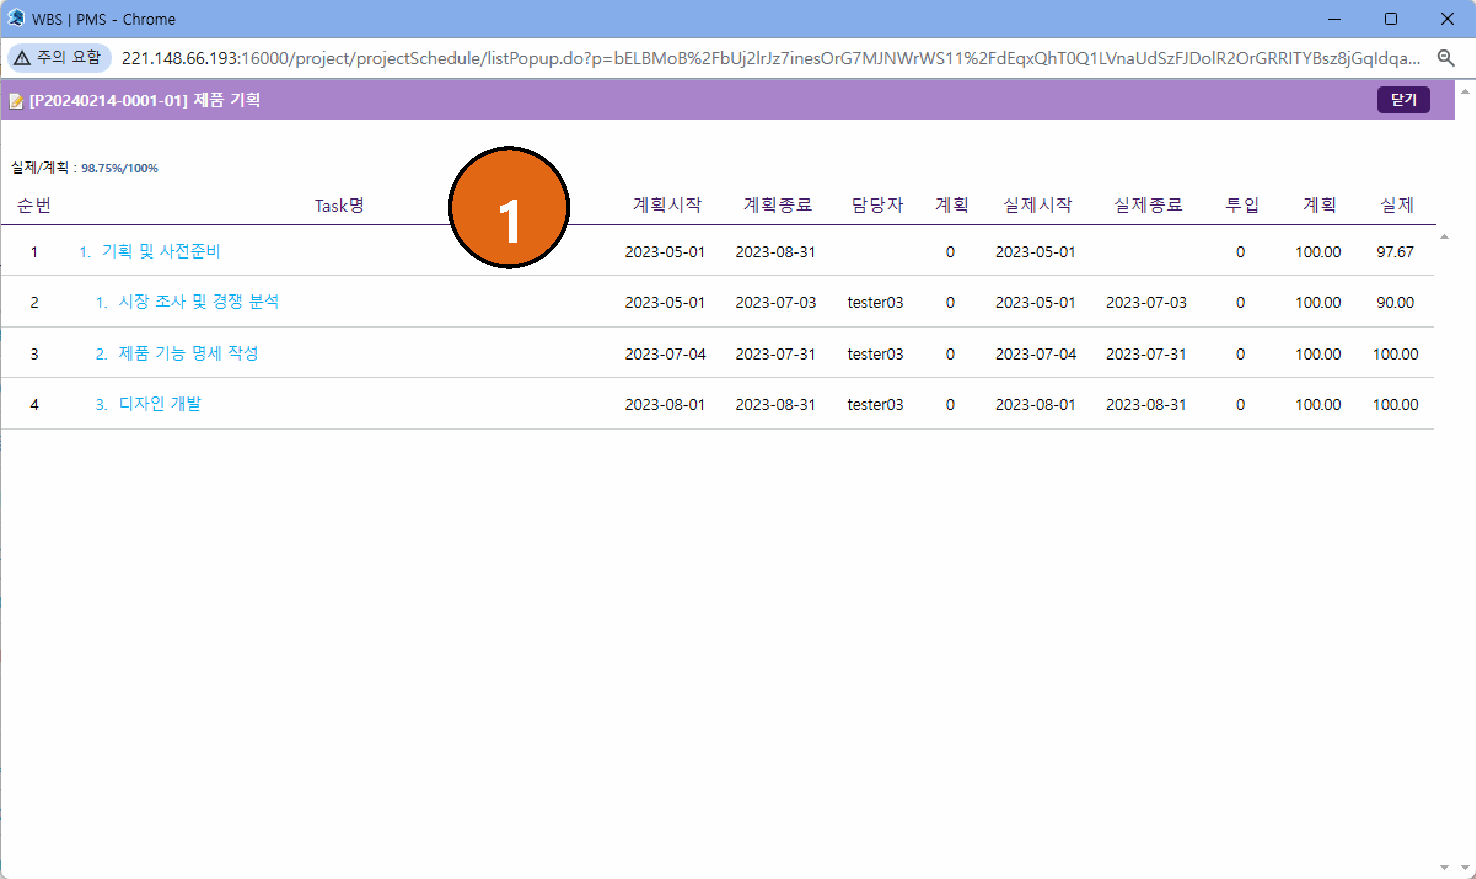 WBS | PMS - Chrome
주의 요함 221.148.66.193:16000/project/projectSchedule/listPopup.do?p=bELBMoB%2FbUj2lrJz7inesOrG7MJNWrWS11%2FdEqxQhT0Q1LVnaUdSzFJDolR2OrGRRlTYBsz8jGqIdqa...
[P20240214-0001-01] 제품 기획 닫기
실제/계획 : 98.75%/100%
1
순번 Task명 계획시작 계획종료 담당자 계획 실제시작 실제종료 투입 계획 실제
1 1. 기획 및 사전준비 2023-05-01 2023-08-31 0 2023-05-01 0 100.00 97.67
2 1. 시장 조사 및 경쟁 분석 2023-05-01 2023-07-03 tester03 0 2023-05-01 2023-07-03 0 100.00 90.00
3 2. 제품 기능 명세 작성 2023-07-04 2023-07-31 tester03 0 2023-07-04 2023-07-31 0 100.00 100.00
4 3. 디자인 개발 2023-08-01 2023-08-31 tester03 0 2023-08-01 2023-08-31 0 100.00 100.00